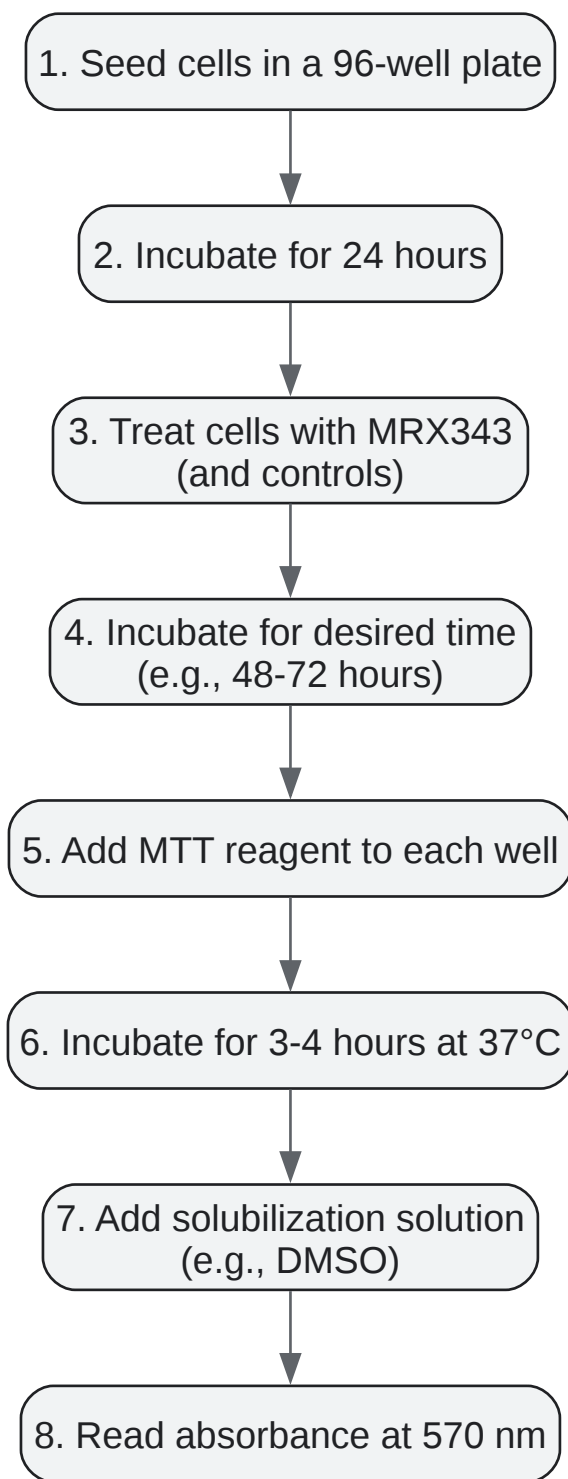 1. Seed cells in a 96-well plate
2. Incubate for 24 hours
3. Treat cells with MRX343
(and controls)
4. Incubate for desired time
(e.g., 48-72 hours)
5. Add MTT reagent to each well
6. Incubate for 3-4 hours at 37°C
7. Add solubilization solution
(e.g., DMSO)
8. Read absorbance at 570 nm